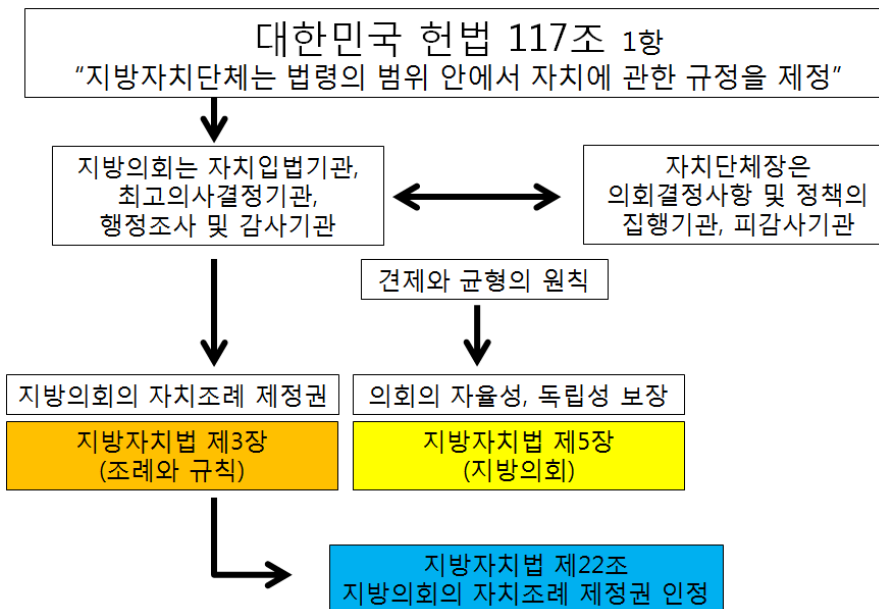 대한민국 헌법 117조 1항
“지방자치단체는 법령의 범위 안에서 자치에 관한 규정을 제정”
지방의회는 자치입법기관,
최고의사결정기관,
행정조사 및 감사기관
자치단체장은
의회결정사항 및 정책의
집행기관, 피감사기관
견제와 균형의 원칙
지방의회의 자치조례 제정권
의회의 자율성, 독립성 보장
지방자치법 제3장
(조례와 규칙)
지방자치법 제5장
(지방의회)
지방자치법 제22조
지방의회의 자치조례 제정권 인정